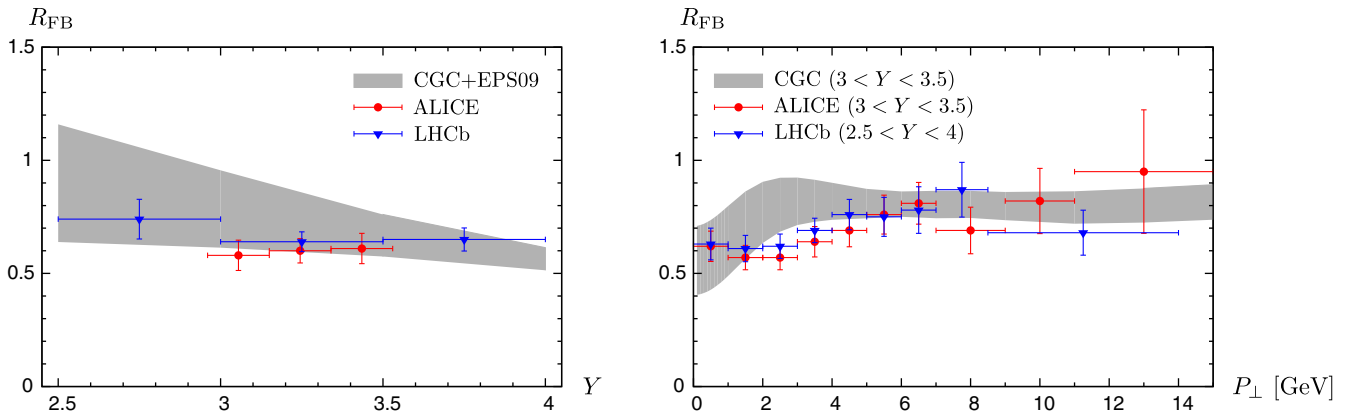 R_FB
1.5
1
0.5
0
2.5 3 3.5 4
Y
CGC+EPS09
ALICE
LHCb
R_FB
1.5
1
0.5
0
0 2 4 6 8 10 12 14
P_⊥ [GeV]
CGC (3 < Y < 3.5)
ALICE (3 < Y < 3.5)
LHCb (2.5 < Y < 4)